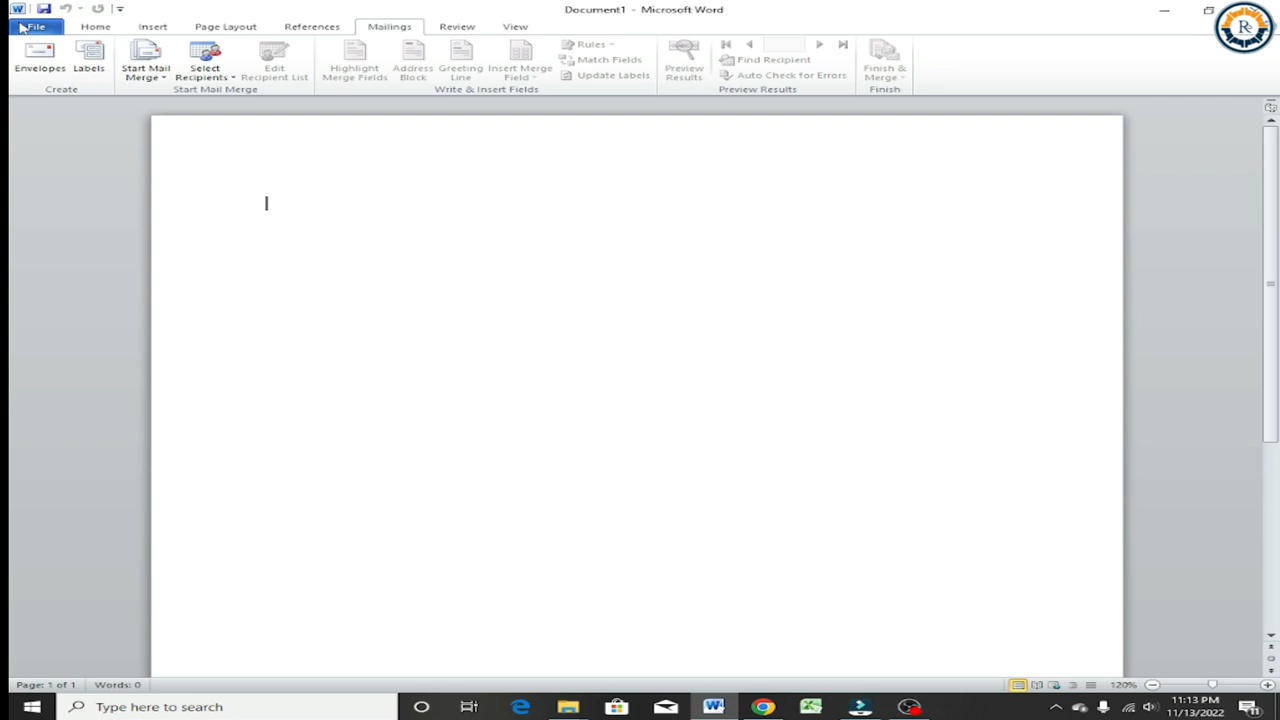 Document1 - Microsoft Word
File Home Insert Page Layout References Mailings Review View
Envelopes Labels
Create
Start Mail Merge
Select Recipients
Edit Recipient List
Start Mail Merge
Highlight Merge Fields
Address Block
Greeting Line
Insert Merge Field
Rules
Match Fields
Update Labels
Write & Insert Fields
Preview Results
Find Recipient
Auto Check for Errors
Preview Results
Finish & Merge
Finish
Page: 1 of 1 Words: 0 120%
Type here to search
11:13 PM
11/13/2022